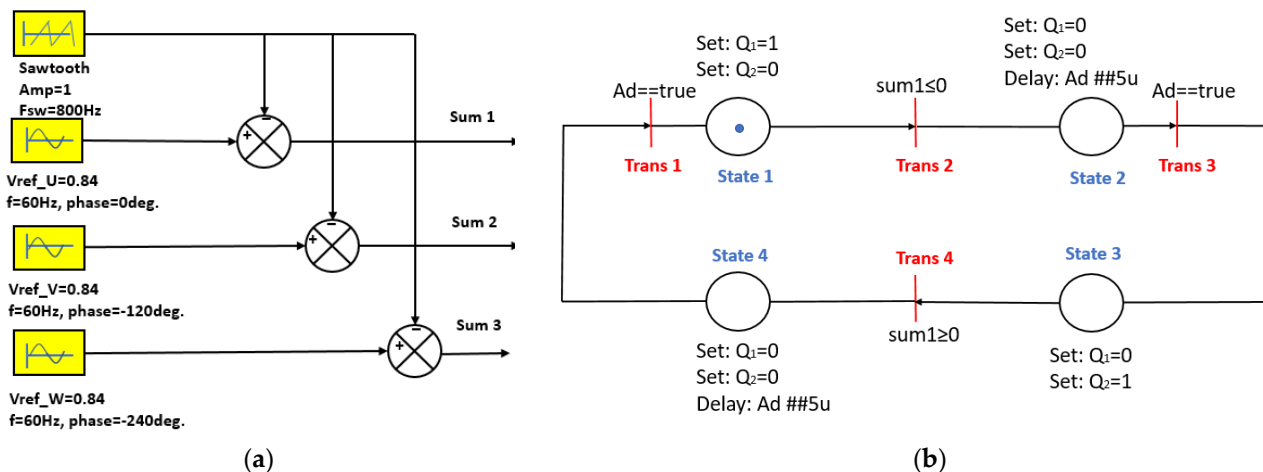 Sawtooth
Amp=1
Fsw=800Hz
Sum 1
Vref_U=0.84
f=60Hz, phase=0deg.
Sum 2
Vref_V=0.84
f=60Hz, phase=-120deg.
Sum 3
Vref_W=0.84
f=60Hz, phase=-240deg.
+
−
+
−
+
−
(a)
Set: Q₁=1
Set: Q₂=0
Set: Q₁=0
Set: Q₂=0
Delay: Ad ##5u
Ad==true
sum1≤0
Ad==true
Trans 1
State 1
Trans 2
State 2
Trans 3
State 4
Trans 4
State 3
sum1≥0
Set: Q₁=0
Set: Q₂=0
Delay: Ad ##5u
Set: Q₁=0
Set: Q₂=1
(b)